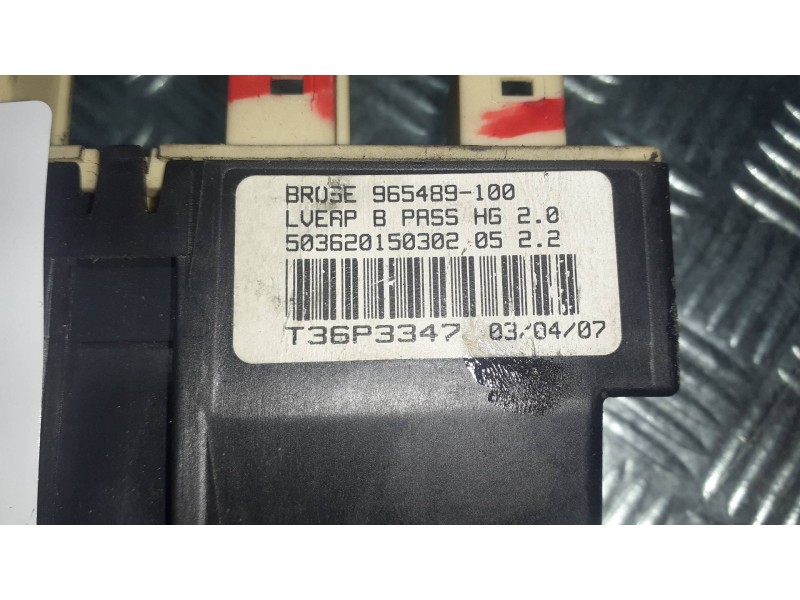 BROSE 965489-100
LVEAP B PASS HG 2.0
503620150302 05 2.2
T36P3347 03/04/07